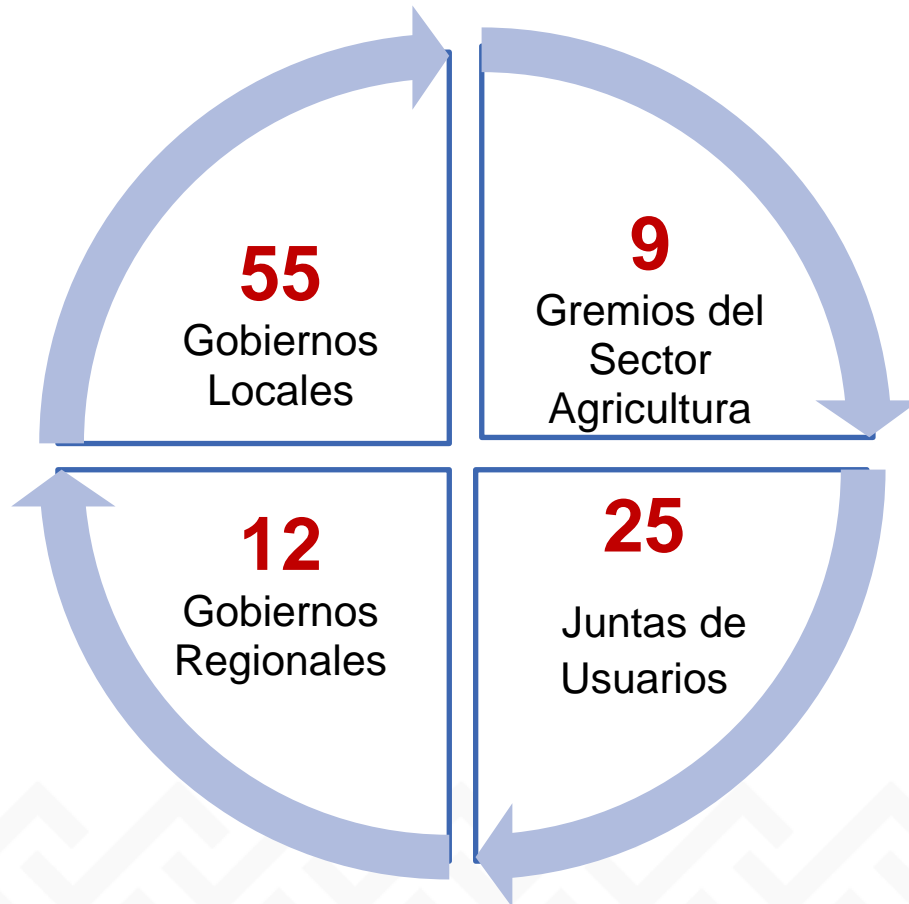 55
Gobiernos
Locales
9
Gremios del
Sector
Agricultura
12
Gobiernos
Regionales
25
Juntas de
Usuarios